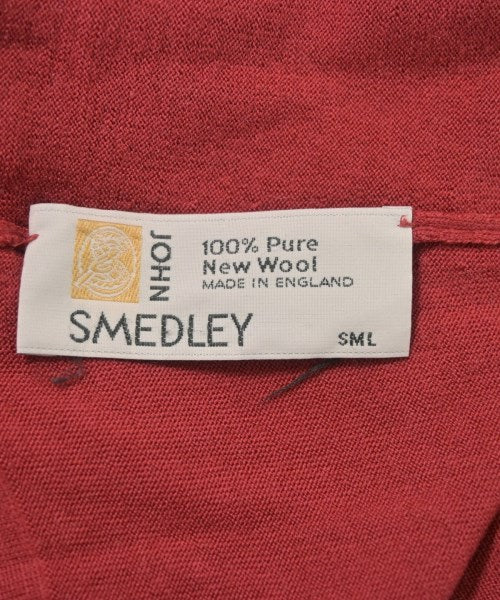 JOHN
SMEDLEY
100% Pure
New Wool
MADE IN ENGLAND
SML